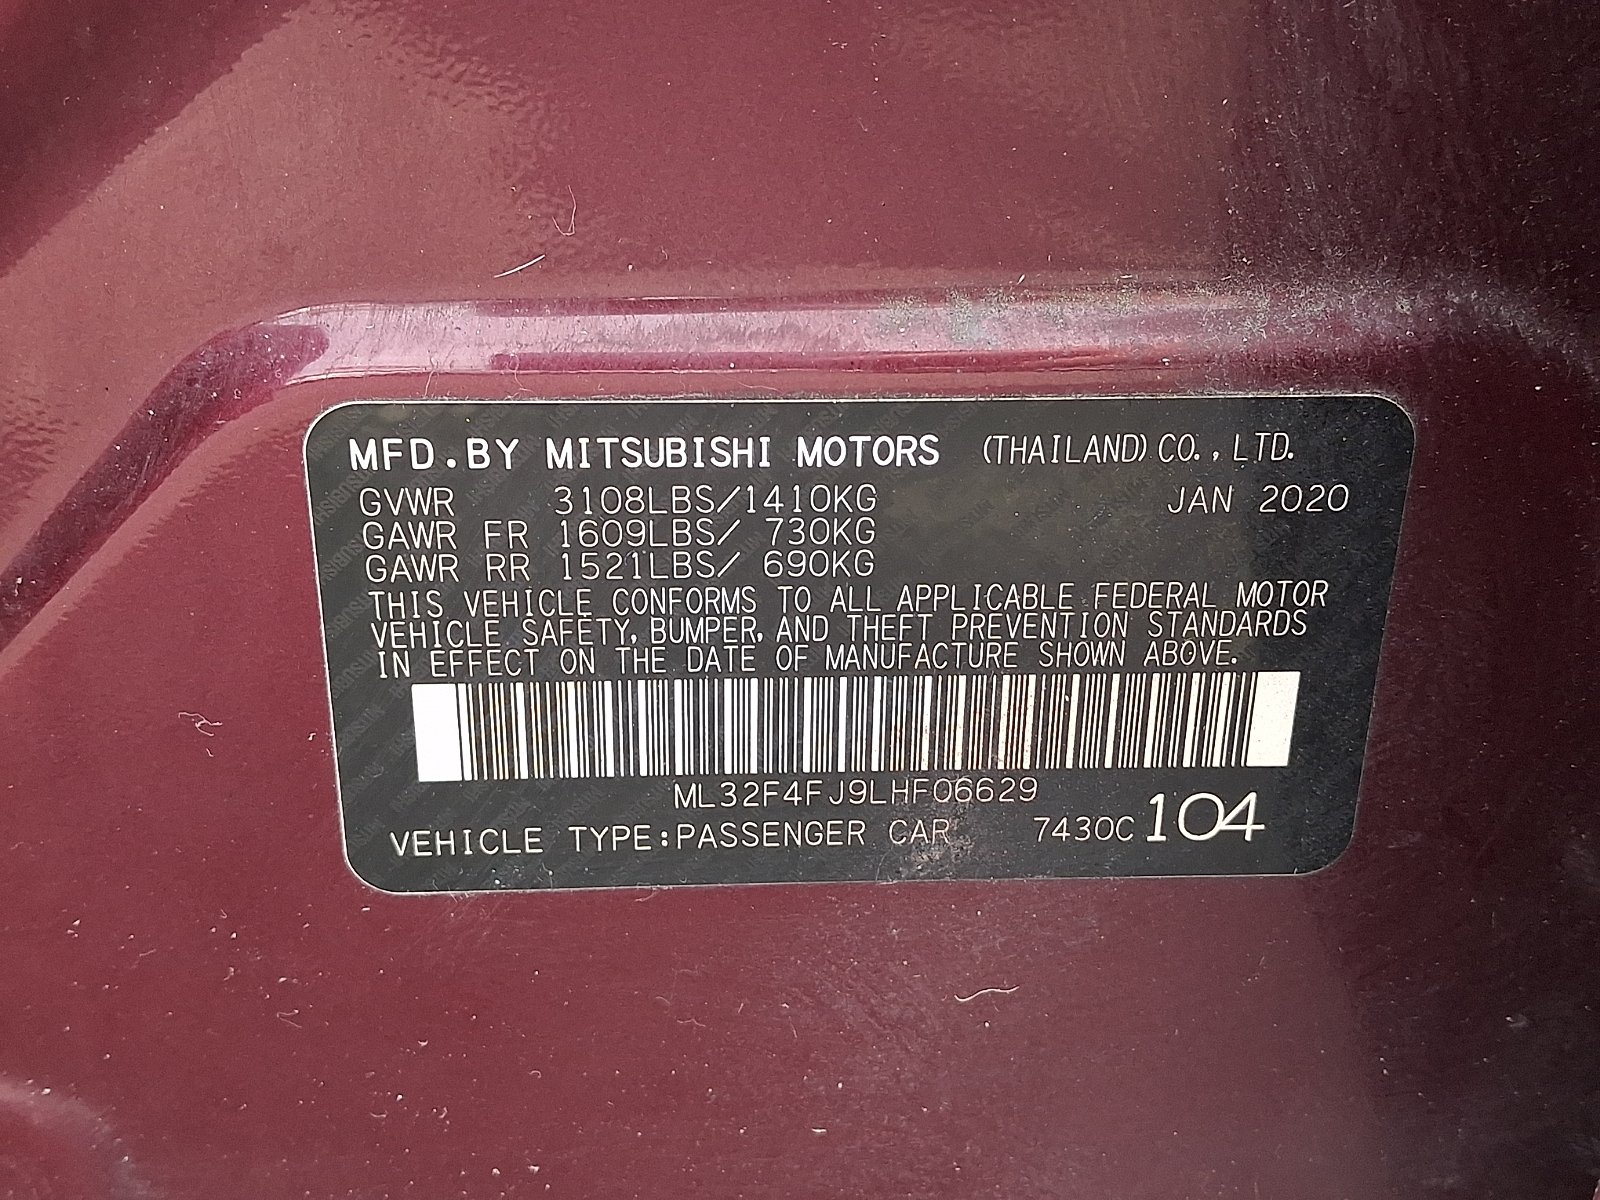 MFD.BY MITSUBISHI MOTORS (THAILAND) CO., LTD.
GVWR 3108LBS/1410KG JAN 2020
GAWR FR 1609LBS/ 730KG
GAWR RR 1521LBS/ 690KG
THIS VEHICLE CONFORMS TO ALL APPLICABLE FEDERAL MOTOR
VEHICLE SAFETY, BUMPER, AND THEFT PREVENTION STANDARDS
IN EFFECT ON THE DATE OF MANUFACTURE SHOWN ABOVE.
ML32F4FJ9LHF06629
VEHICLE TYPE:PASSENGER CAR 7430C 104